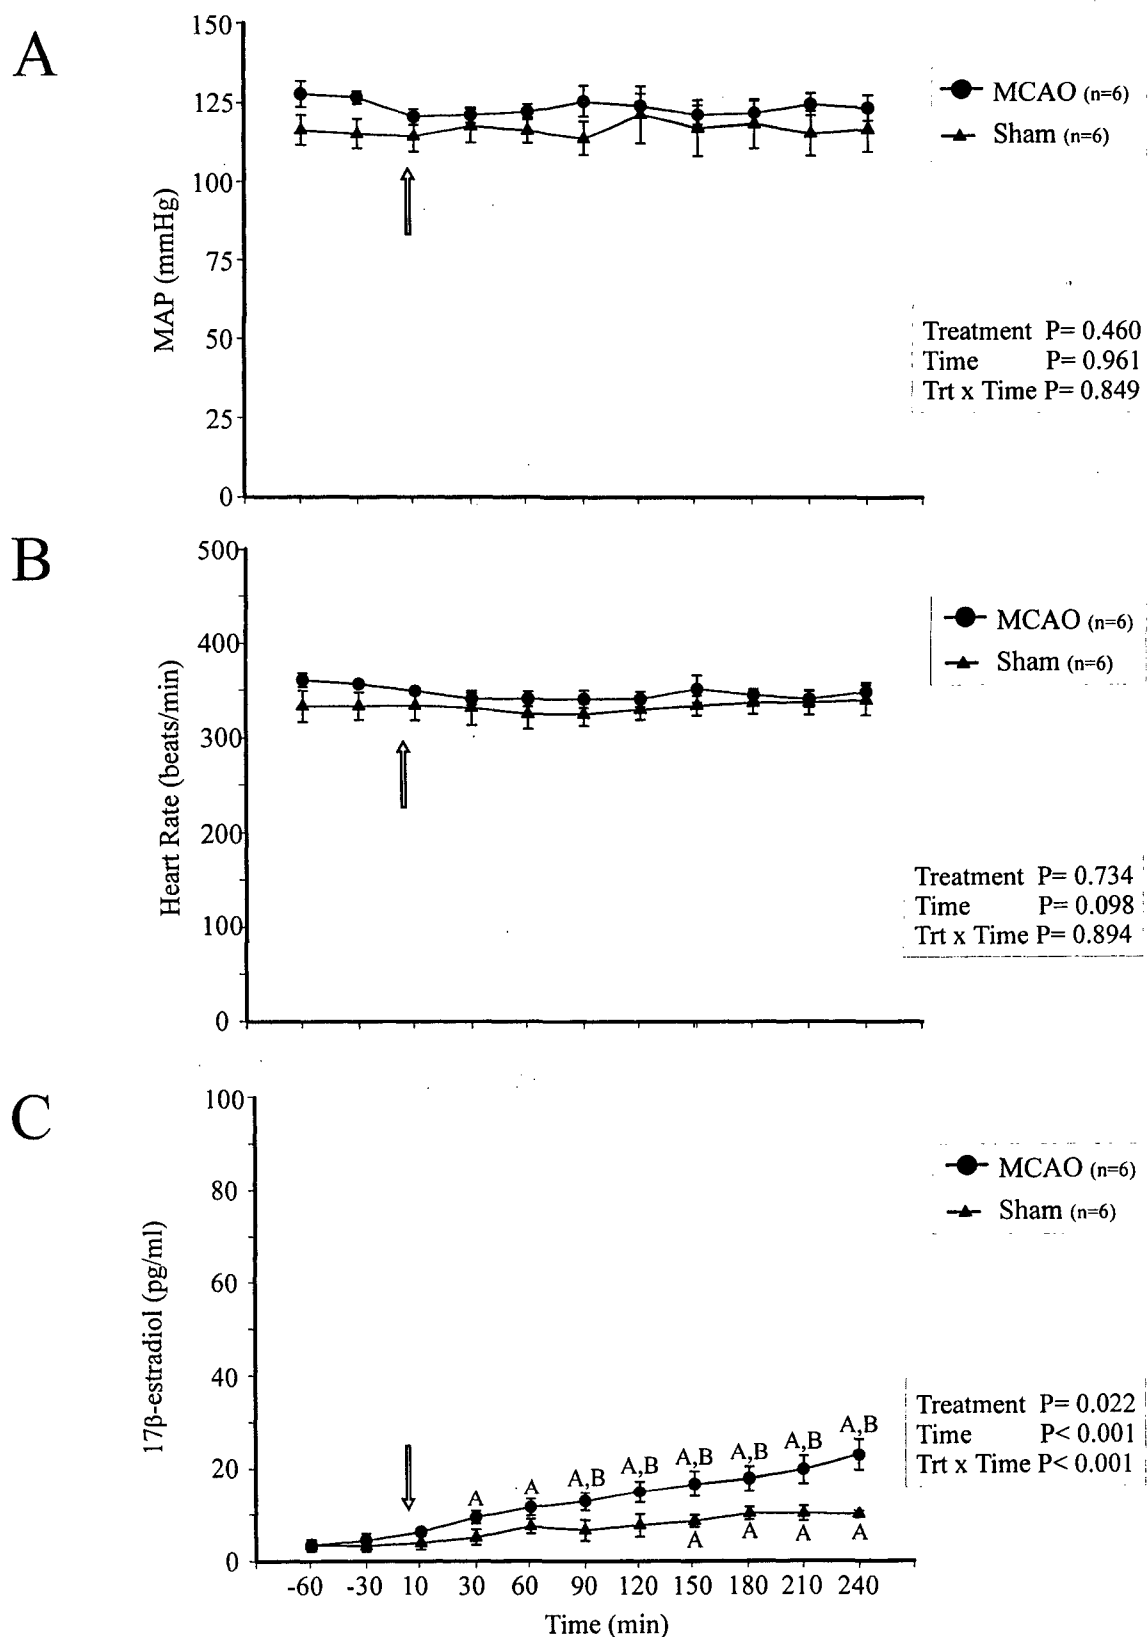 A
150
125
100
75
50
25
0
MAP (mmHg)
MCAO (n=6)
Sham (n=6)
Treatment P= 0.460
Time P= 0.961
Trt x Time P= 0.849
B
500
400
300
200
100
0
Heart Rate (beats/min)
MCAO (n=6)
Sham (n=6)
Treatment P= 0.734
Time P= 0.098
Trt x Time P= 0.894
C
100
80
60
40
20
0
17β-estradiol (pg/ml)
MCAO (n=6)
Sham (n=6)
Treatment P= 0.022
Time P< 0.001
Trt x Time P< 0.001
A A A,B A,B A,B A,B A,B A,B
A A A A
-60 -30 10 30 60 90 120 150 180 210 240
Time (min)